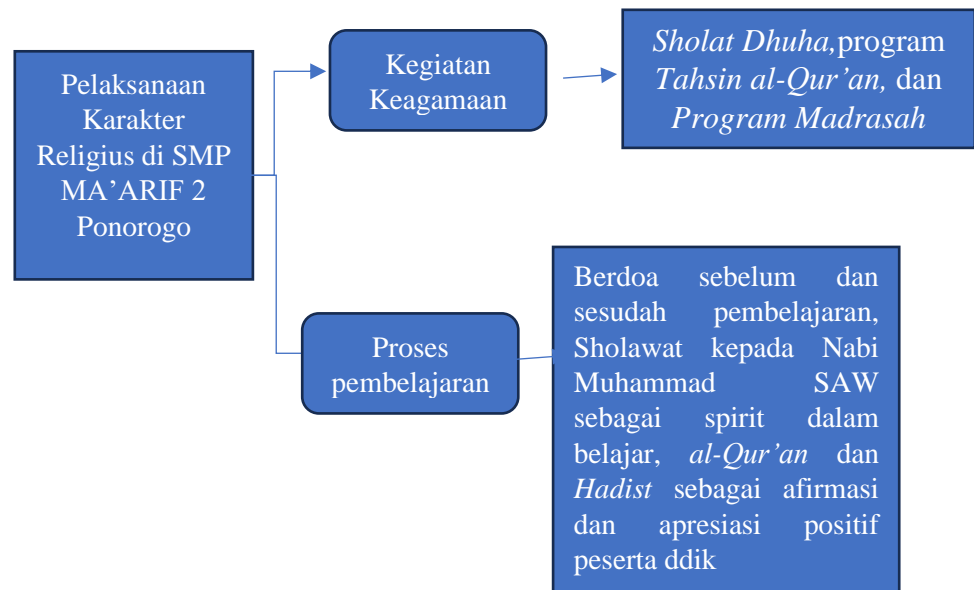 Pelaksanaan
Karakter
Religius di SMP
MA’ARIF 2
Ponorogo
Kegiatan
Keagamaan
Sholat Dhuha,program
Tahsin al-Qur’an, dan
Program Madrasah
Proses
pembelajaran
Berdoa sebelum dan
sesudah pembelajaran,
Sholawat kepada Nabi
Muhammad SAW
sebagai spirit dalam
belajar, al-Qur’an dan
Hadist sebagai afirmasi
dan apresiasi positif
peserta ddik